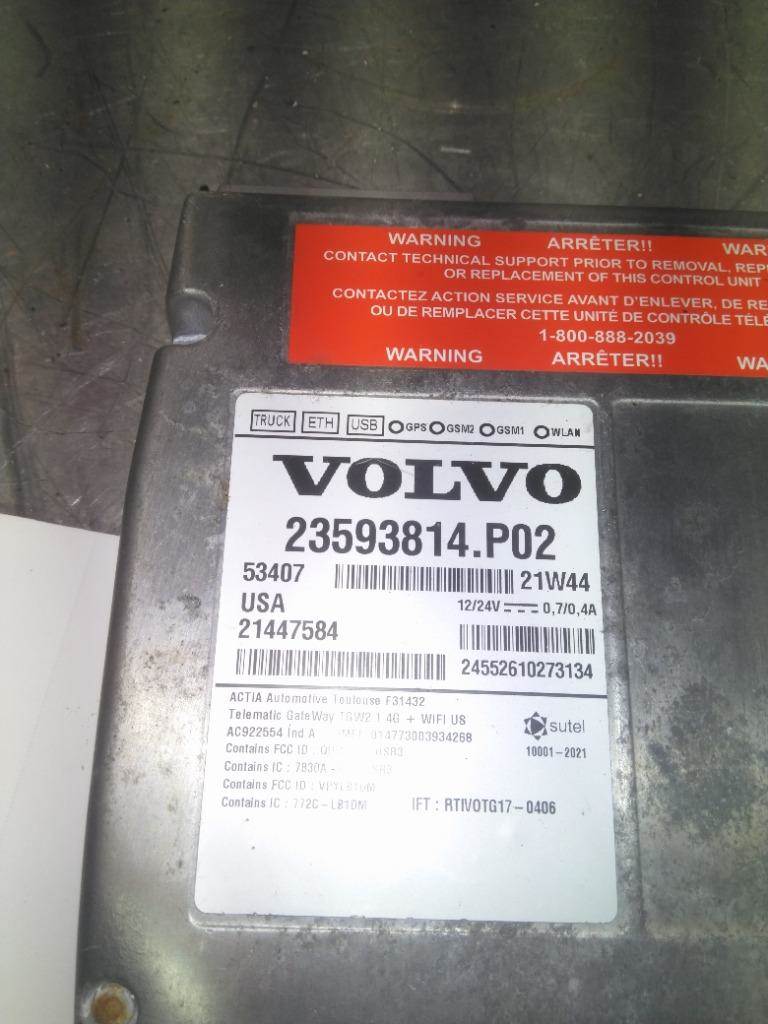 WARNING ARRÊTER!!
CONTACT TECHNICAL SUPPORT PRIOR TO REMOVAL,
OR REPLACEMENT OF THIS CONTROL UNIT
CONTACTEZ ACTION SERVICE AVANT D'ENLEVER, DE
OU DE REMPLACER CETTE UNITÉ DE CONTRÔLE
1-800-888-2039
WARNING ARRÊTER!!
TRUCK ETH USB GPS GSM2 GSM1 WLAN
VOLVO
23593814.P02
53407 21W44
USA 12/24V 0,7/0,4A
21447584
24552610273134
ACTIA Automotive Toulouse F31432
Telematic GateWay TGW2.1 4G + WIFI US
AC922554 Ind A 014773003934268
sutel
10001-2021
Contains FCC ID :
Contains IC : 7830A
Contains FCC ID :
Contains IC : 772C-LB1DM IFT : RTIVOTG17-0406